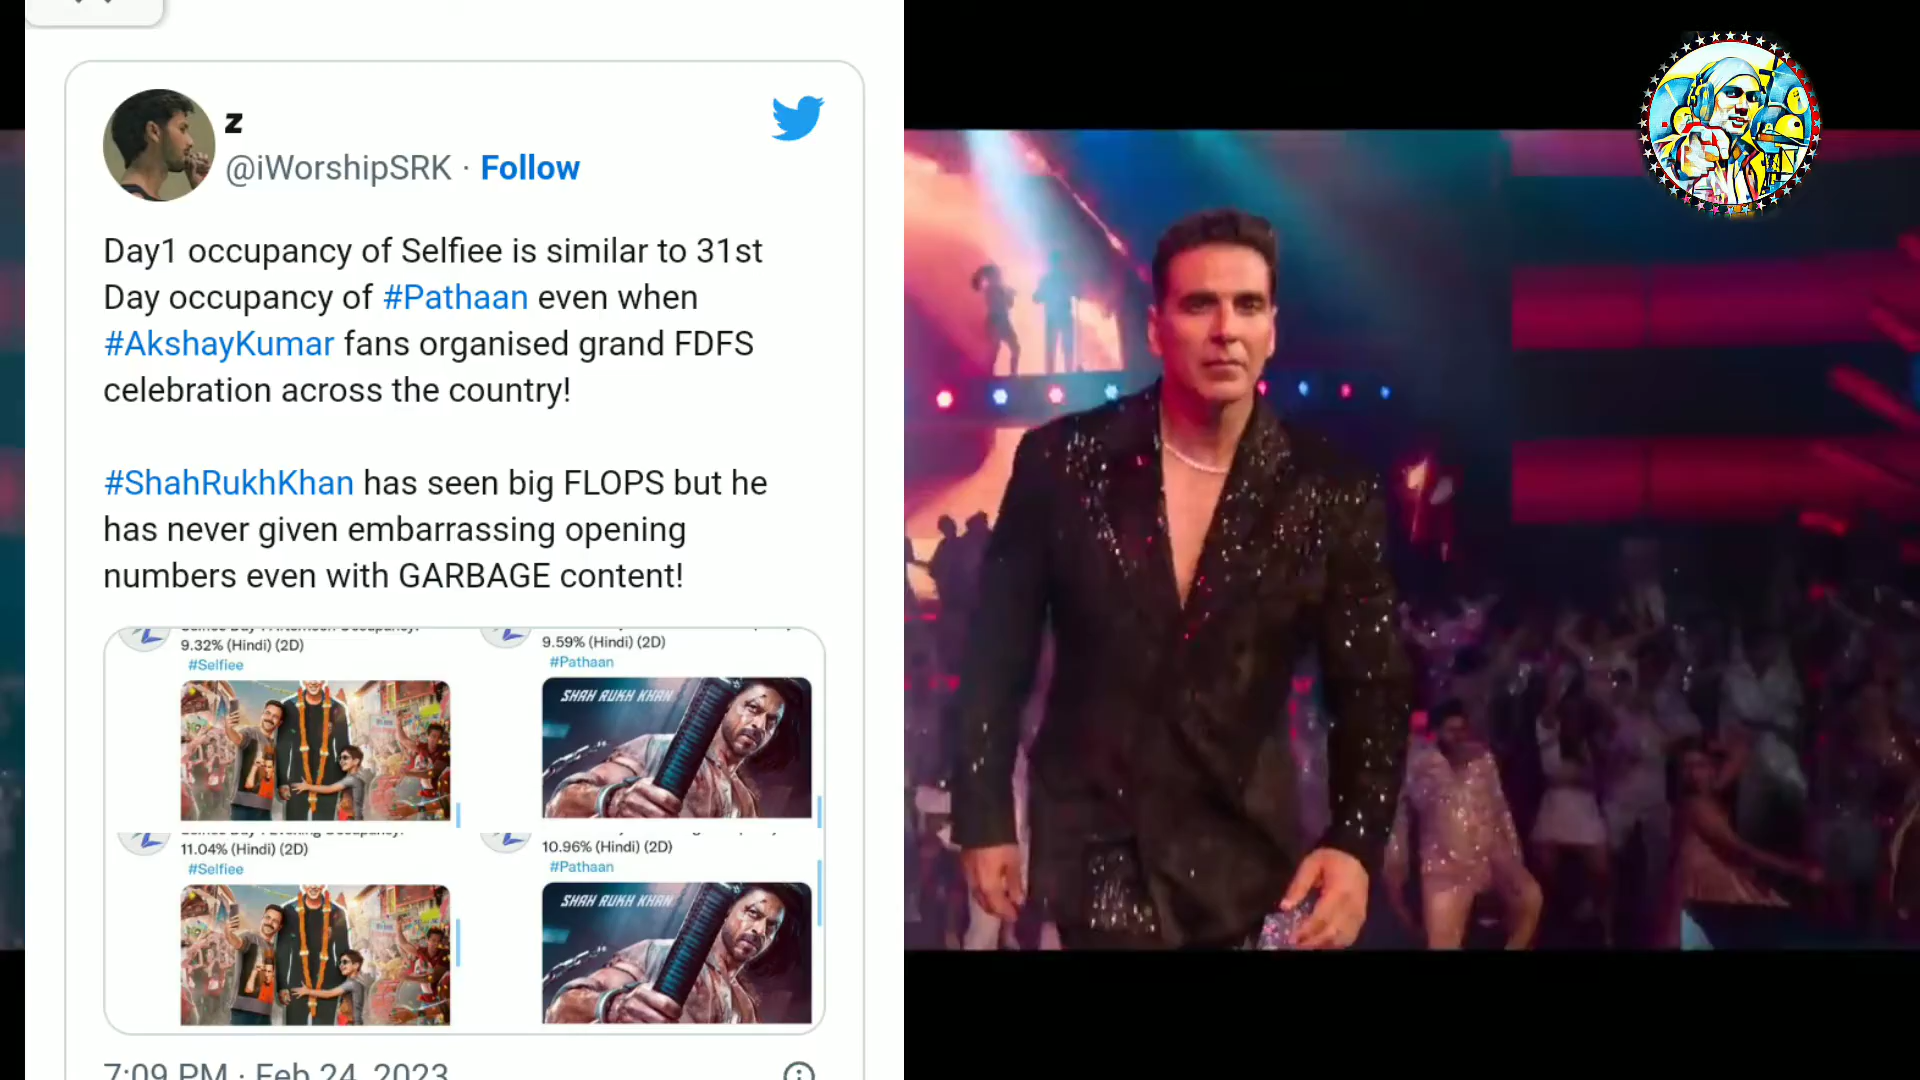 z
@iWorshipSRK · Follow
Day1 occupancy of Selfiee is similar to 31st
Day occupancy of #Pathaan even when
#AkshayKumar fans organised grand FDFS
celebration across the country!
#ShahRukhKhan has seen big FLOPS but he
has never given embarrassing opening
numbers even with GARBAGE content!
9.32% (Hindi) (2D)
#Selfiee
9.59% (Hindi) (2D)
#Pathaan
SHAH RUKH KHAN
11.04% (Hindi) (2D)
#Selfiee
10.96% (Hindi) (2D)
#Pathaan
SHAH RUKH KHAN
7:09 PM · Feb 24, 2023